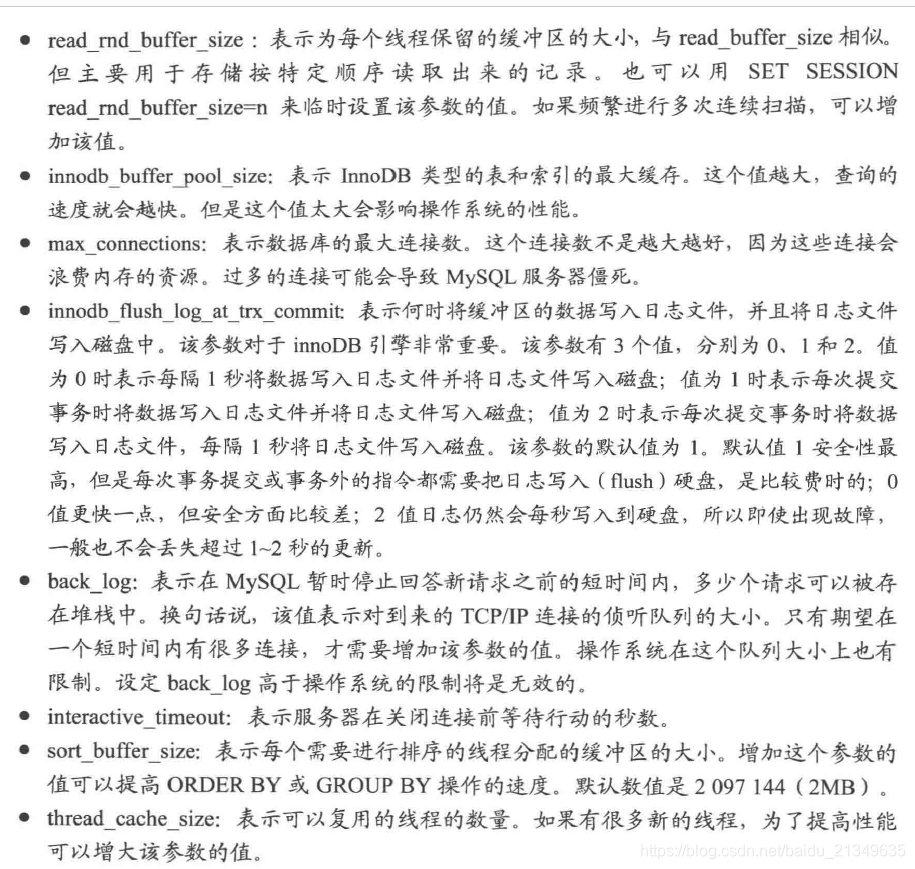 ● read_rnd_buffer_size：表示为每个线程保留的缓冲区的大小，与 read_buffer_size 相似。
但主要用于存储按特定顺序读取出来的记录。也可以用 SET SESSION
read_rnd_buffer_size=n 来临时设置该参数的值。如果频繁进行多次连续扫描，可以增
加该值。
● innodb_buffer_pool_size：表示 InnoDB 类型的表和索引的最大缓存。这个值越大，查询的
速度就会越快。但是这个值太大会影响操作系统的性能。
● max_connections：表示数据库的最大连接数。这个连接数不是越大越好，因为这些连接会
浪费内存的资源。过多的连接可能会导致 MySQL 服务器僵死。
● innodb_flush_log_at_trx_commit：表示何时将缓冲区的数据写入日志文件，并且将日志文件
写入磁盘中。该参数对于 innoDB 引擎非常重要。该参数有 3 个值，分别为 0、1 和 2。值
为 0 时表示每隔 1 秒将数据写入日志文件并将日志文件写入磁盘；值为 1 时表示每次提交
事务时将数据写入日志文件并将日志文件写入磁盘；值为 2 时表示每次提交事务时将数据
写入日志文件，每隔 1 秒将日志文件写入磁盘。该参数的默认值为 1。默认值 1 安全性最
高，但是每次事务提交或事务外的指令都需要把日志写入（flush）硬盘，是比较费时的；0
值更快一点，但安全方面比较差；2 值日志仍然会每秒写入到硬盘，所以即使出现故障，
一般也不会丢失超过 1~2 秒的更新。
● back_log：表示在 MySQL 暂时停止回答新请求之前的短时间内，多少个请求可以被存
在堆栈中。换句话说，该值表示对到来的 TCP/IP 连接的侦听队列的大小。只有期望在
一个短时间内有很多连接，才需要增加该参数的值。操作系统在这个队列大小上也有
限制。设定 back_log 高于操作系统的限制将是无效的。
● interactive_timeout：表示服务器在关闭连接前等待行动的秒数。
● sort_buffer_size：表示每个需要进行排序的线程分配的缓冲区的大小。增加这个参数的
值可以提高 ORDER BY 或 GROUP BY 操作的速度。默认数值是 2 097 144（2MB）。
● thread_cache_size：表示可以复用的线程的数量。如果有很多新的线程，为了提高性能
可以增大该参数的值。
https://blog.csdn.net/baidu_21349635